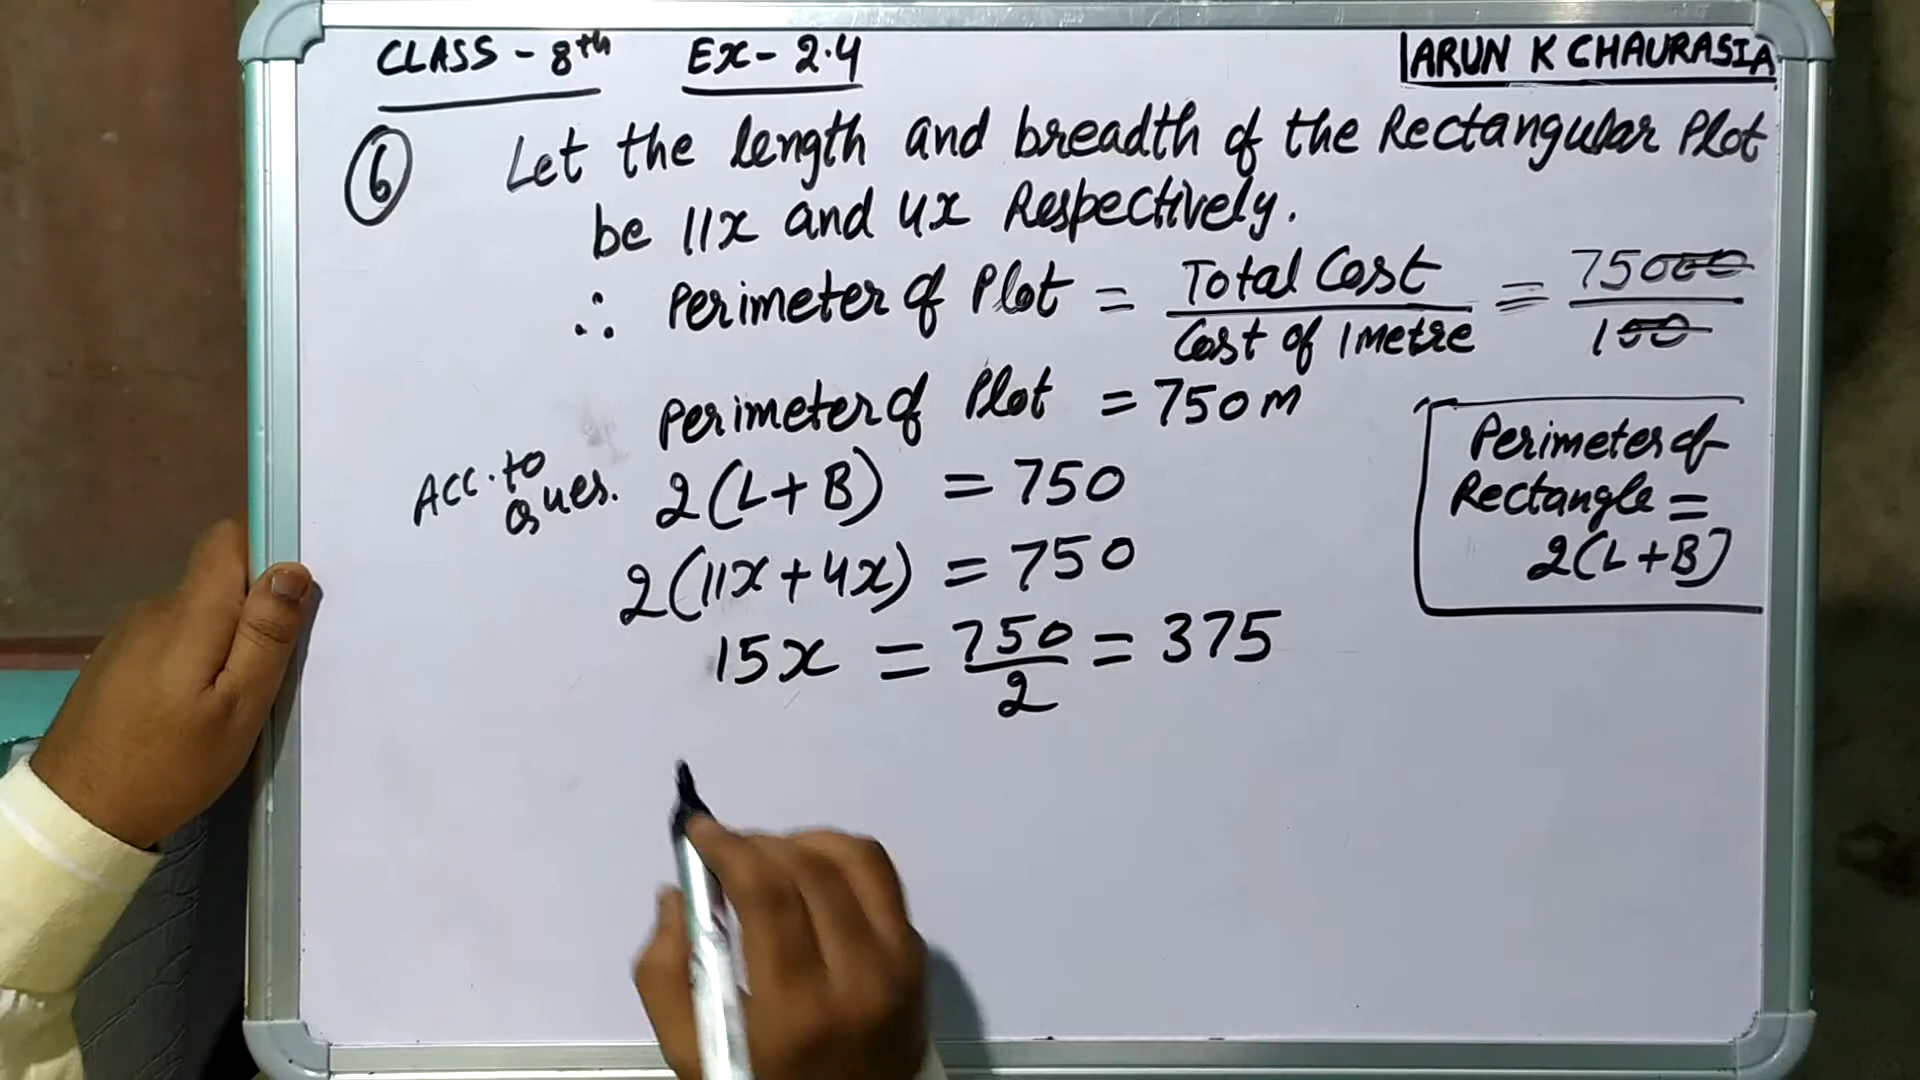 CLASS - 8th EX- 2.4 ARUN K CHAURASIA
6 Let the length and breadth of the Rectangular Plot
be 11x and 4x Respectively.
∴ Perimeter of Plot = Total Cost / Cost of 1 metre = 75000 / 100
Perimeter of Plot = 750 m
Acc. to Ques. 2(L+B) = 750
2(11x+4x) = 750
15x = 750/2 = 375
Perimeter of
Rectangle =
2(L+B)